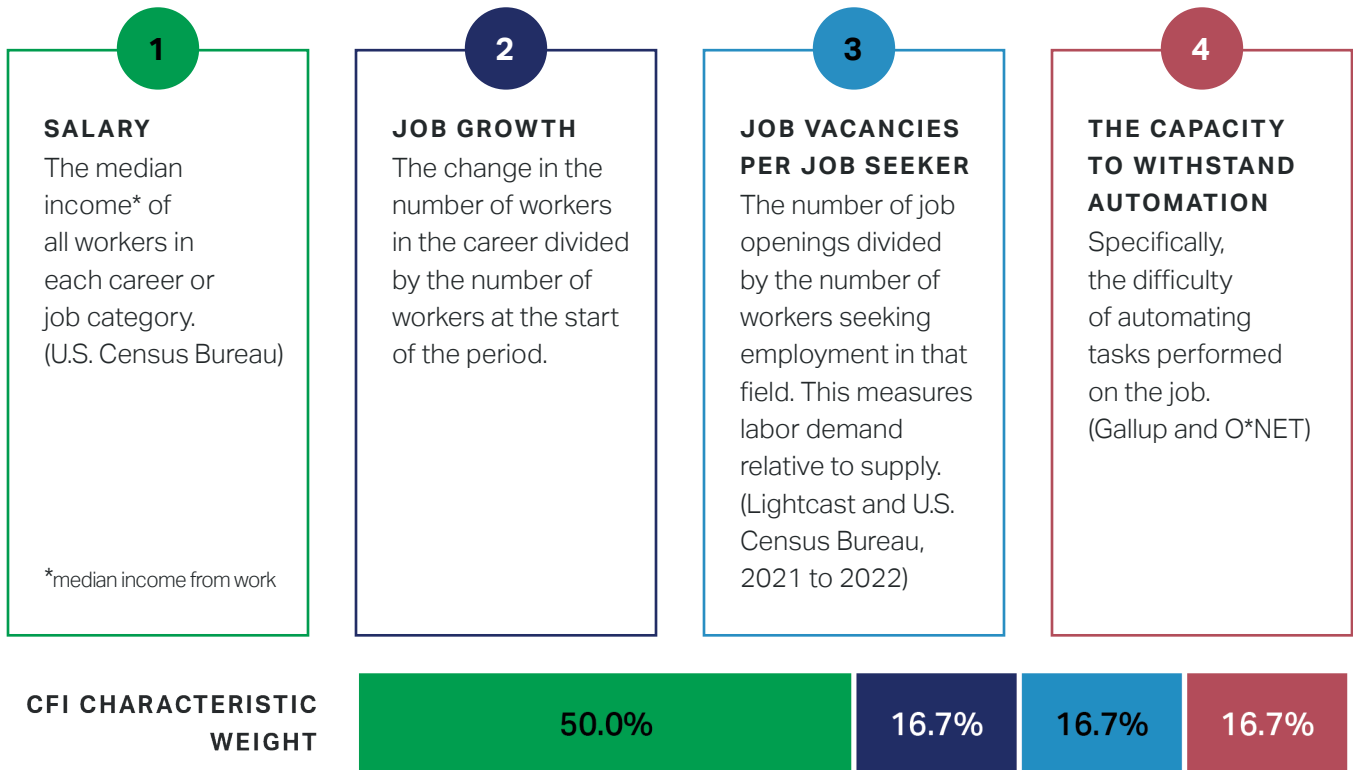 1
SALARY
The median
income* of
all workers in
each career or
job category.
(U.S. Census Bureau)
*median income from work
2
JOB GROWTH
The change in the
number of workers
in the career divided
by the number of
workers at the start
of the period.
3
JOB VACANCIES
PER JOB SEEKER
The number of job
openings divided
by the number of
workers seeking
employment in that
field. This measures
labor demand
relative to supply.
(Lightcast and U.S.
Census Bureau,
2021 to 2022)
4
THE CAPACITY
TO WITHSTAND
AUTOMATION
Specifically,
the difficulty
of automating
tasks performed
on the job.
(Gallup and O*NET)
CFI CHARACTERISTIC
WEIGHT
50.0%
16.7%
16.7%
16.7%